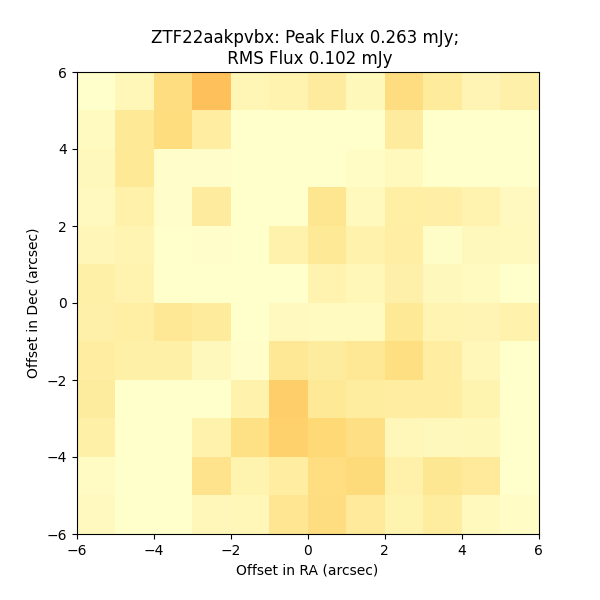 ZTF22aakpvbx: Peak Flux 0.263 mJy;
RMS Flux 0.102 mJy
6
4
2
0
−2
−4
−6
Offset in Dec (arcsec)
−6 −4 −2 0 2 4 6
Offset in RA (arcsec)